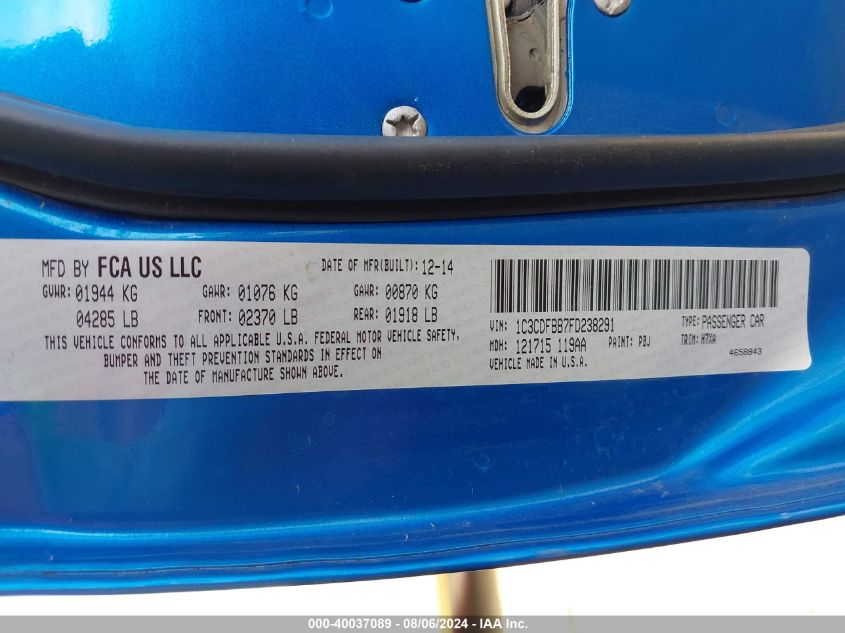 MFD BY FCA US LLC
DATE OF MFR(BUILT): 12-14
GVWR: 01944 KG
GAWR: 01076 KG
GAWR: 00870 KG
04285 LB
FRONT: 02370 LB
REAR: 01918 LB
THIS VEHICLE CONFORMS TO ALL APPLICABLE U.S.A. FEDERAL MOTOR VEHICLE SAFETY,
BUMPER AND THEFT PREVENTION STANDARDS IN EFFECT ON
THE DATE OF MANUFACTURE SHOWN ABOVE.
VIN: 1C3CDFBB7FD238291
TYPE: PASSENGER CAR
MDH: 121715 119AA
PAINT: PBJ
TRIM: H7XA
VEHICLE MADE IN U.S.A.
4658843
000-40037089 - 08/06/2024 - IAA Inc.